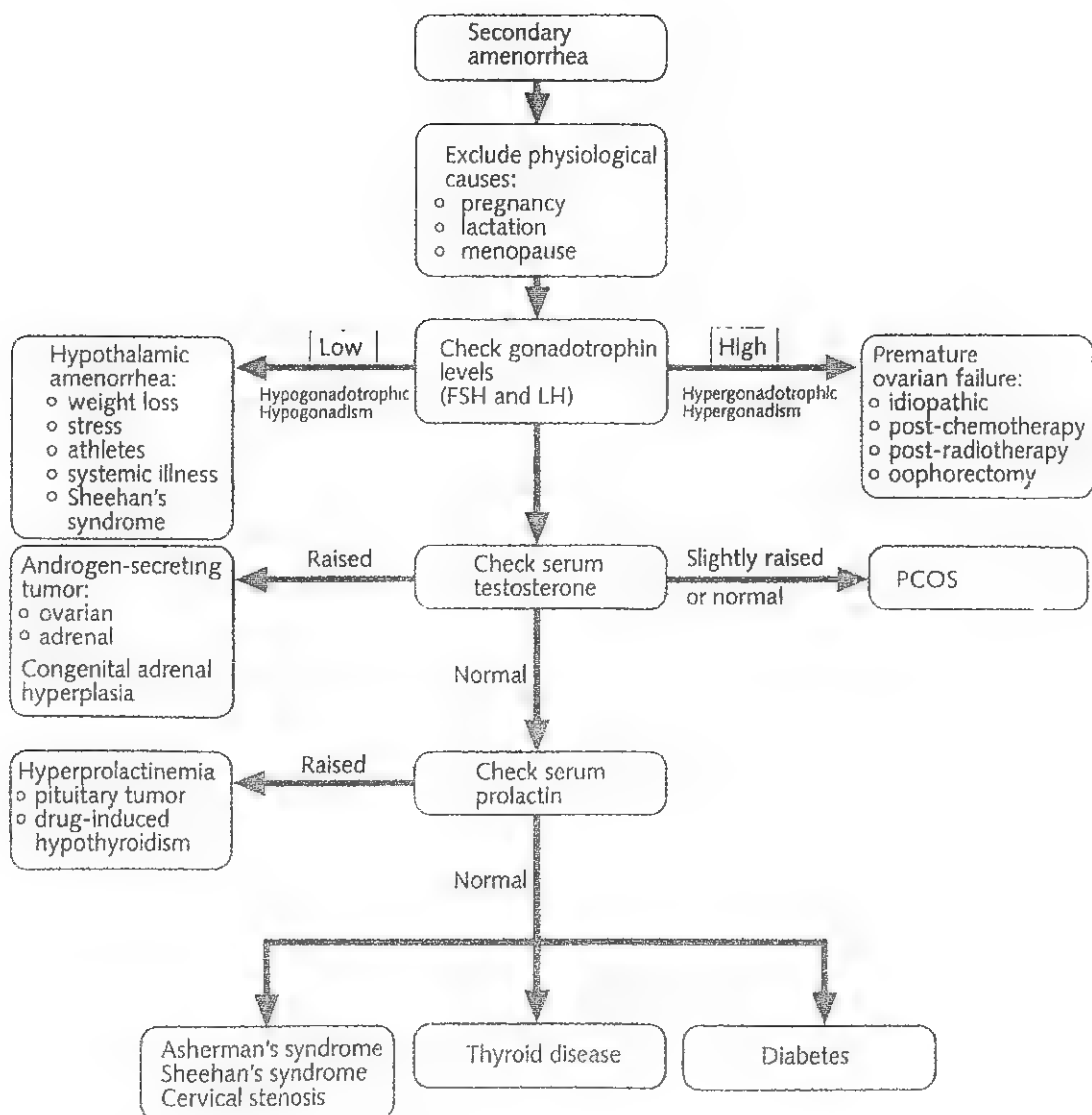 Secondary
amenorrhea
Exclude physiological
causes:
o pregnancy
o lactation
o menopause
Low
Hypogonadotrophic
Hypogonadism
Check gonadotrophin
levels
(FSH and LH)
High
Hypergonadotrophic
Hypergonadism
Hypothalamic
amenorrhea:
o weight loss
o stress
o athletes
o systemic illness
o Sheehan's
syndrome
Premature
ovarian failure:
o idiopathic
o post-chemotherapy
o post-radiotherapy
o oophorectomy
Androgen-secreting
tumor:
o ovarian
o adrenal
Congenital adrenal
hyperplasia
Raised
Check serum
testosterone
Slightly raised
or normal
PCOS
Normal
Hyperprolactinemia
o pituitary tumor
o drug-induced
hypothyroidism
Raised
Check serum
prolactin
Normal
Asherman's syndrome
Sheehan's syndrome
Cervical stenosis
Thyroid disease
Diabetes